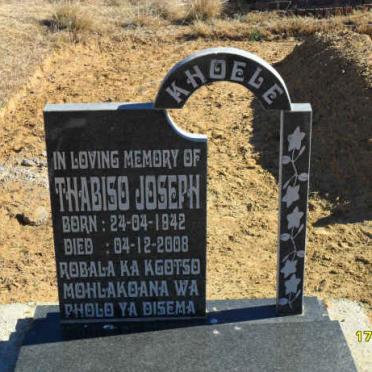 KHOELE
IN LOVING MEMORY OF
THABISO JOSEPH
BORN : 24-04-1942
DIED : 04-12-2008
ROBALA KA KGOTSO
MOHLAKOANA WA
PHOLO YA DISEMA
17